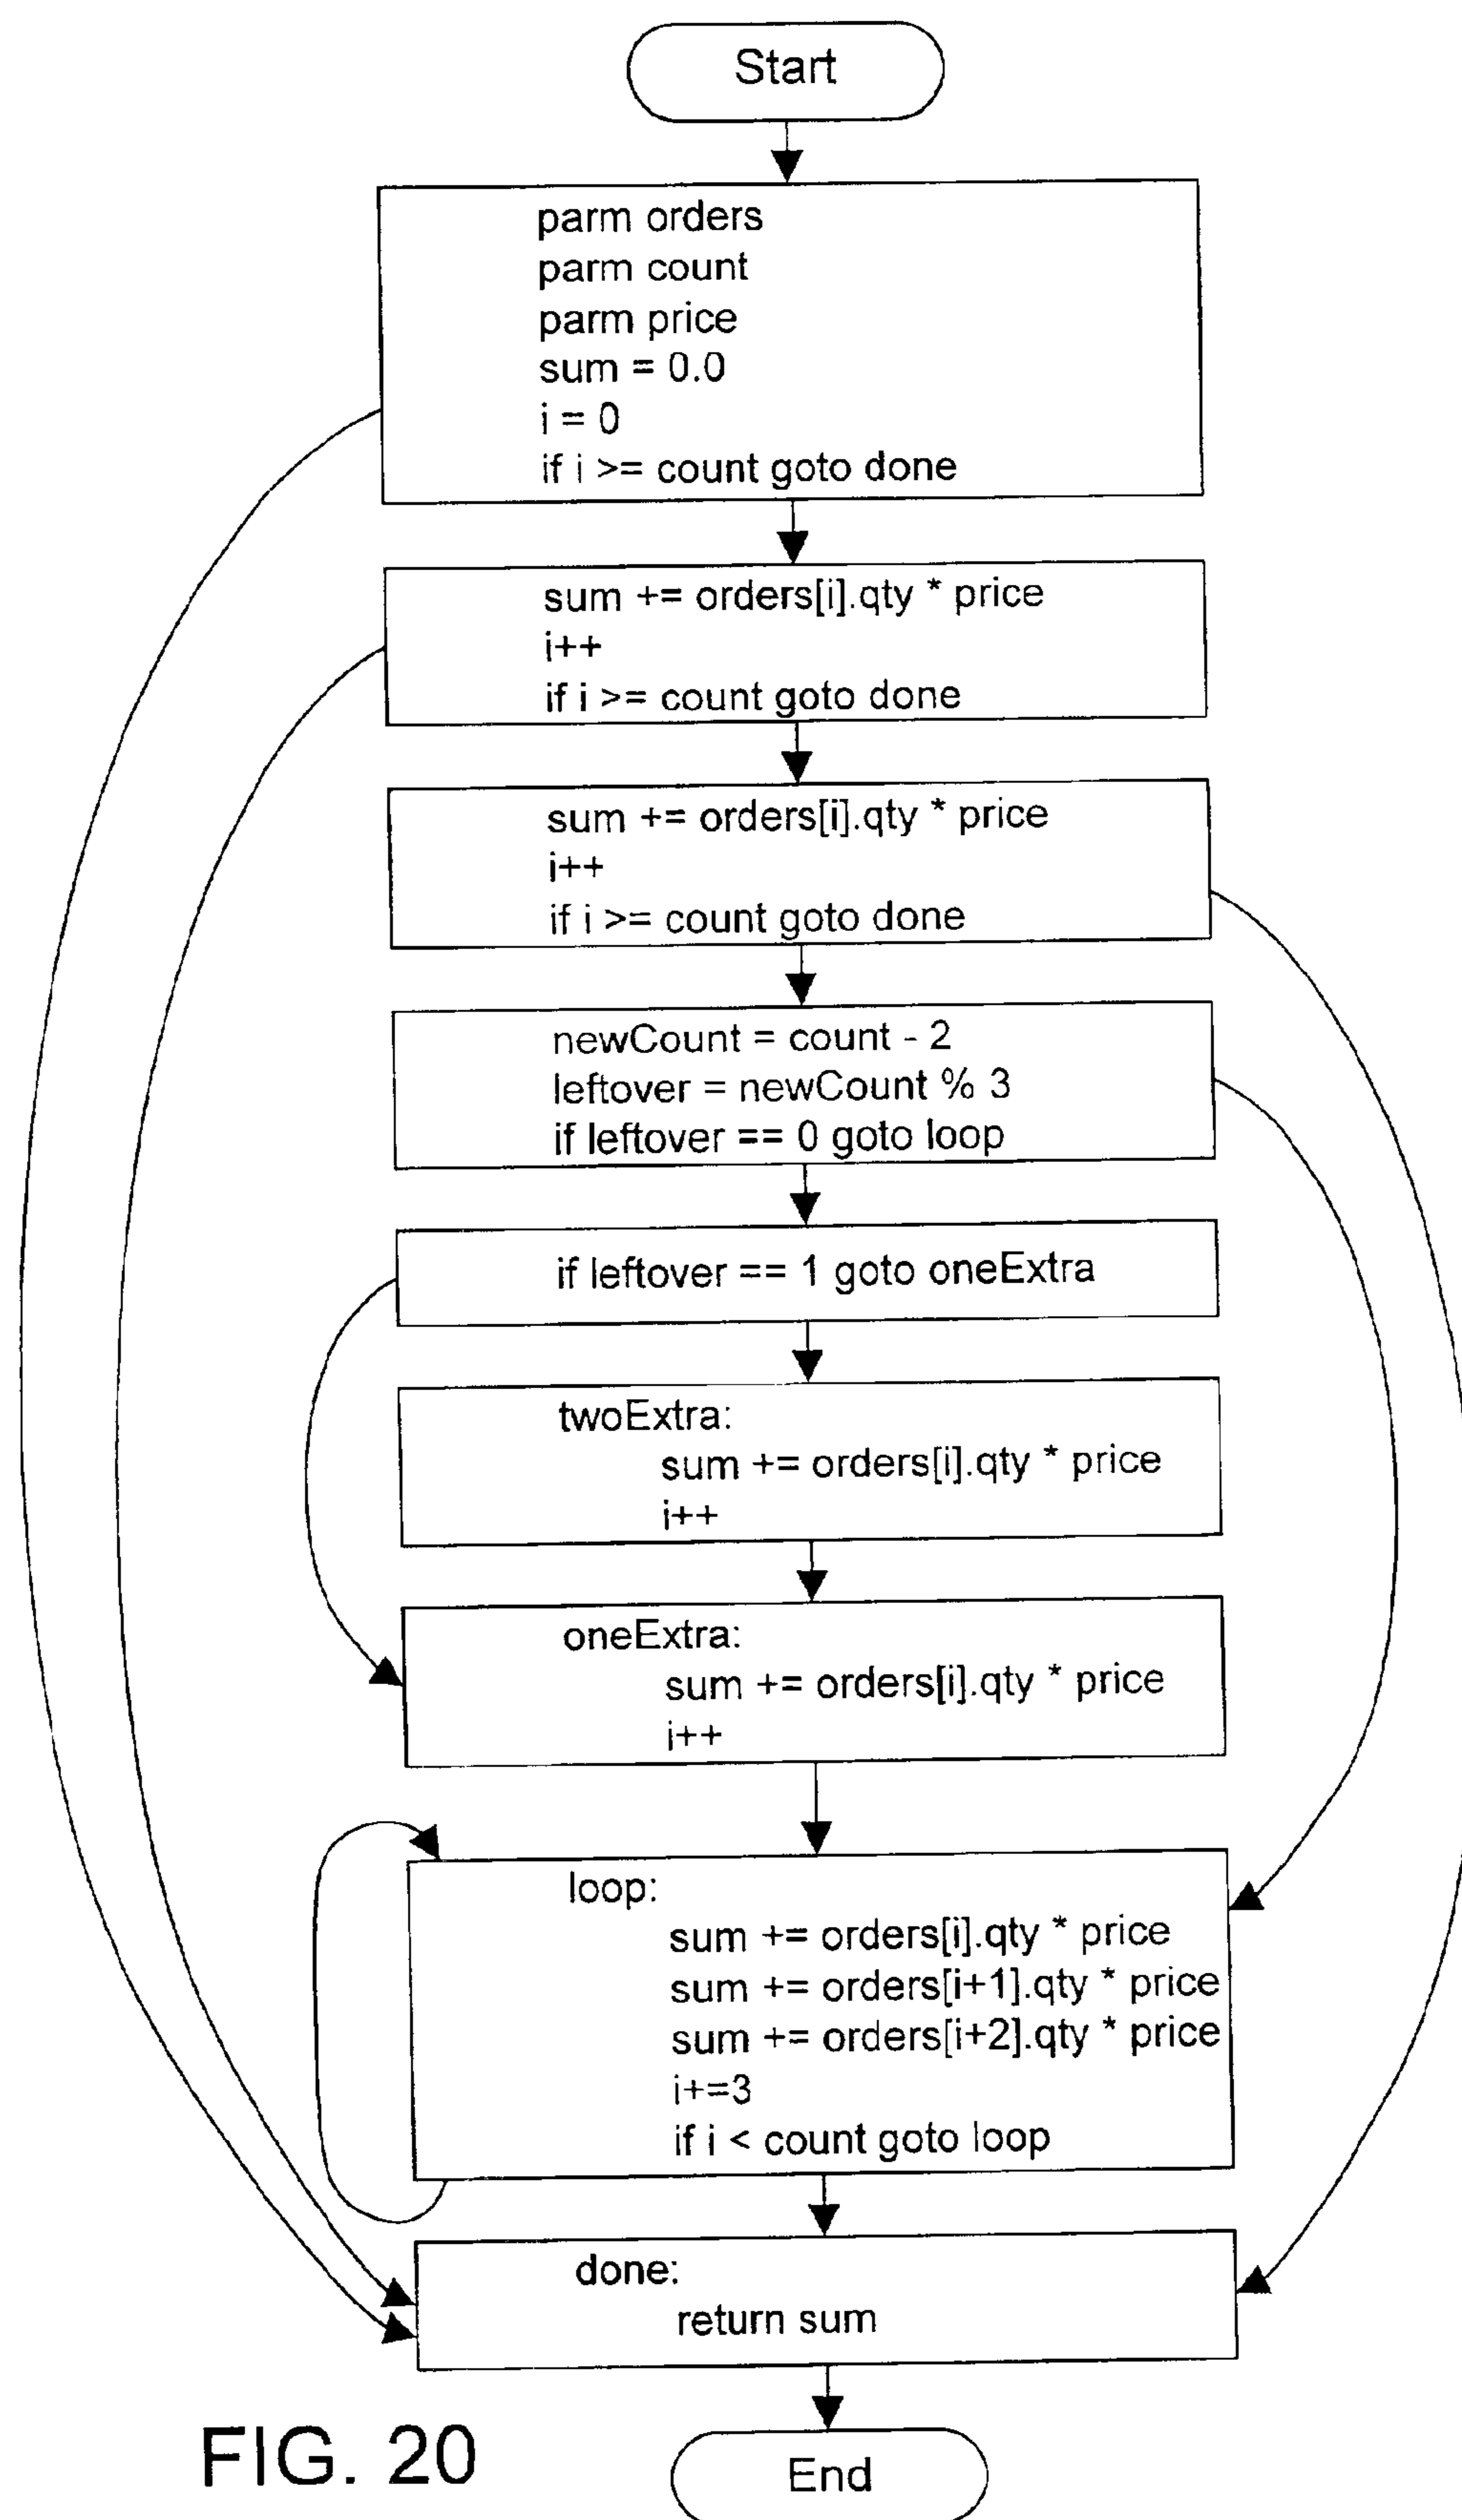 Start
parm orders
parm count
parm price
sum = 0.0
i = 0
if i >= count goto done
sum += orders[i].qty * price
i++
if i >= count goto done
sum += orders[i].qty * price
i++
if i >= count goto done
newCount = count - 2
leftover = newCount % 3
if leftover == 0 goto loop
if leftover == 1 goto oneExtra
twoExtra:
sum += orders[i].qty * price
i++
oneExtra:
sum += orders[i].qty * price
i++
loop:
sum += orders[i].qty * price
sum += orders[i+1].qty * price
sum += orders[i+2].qty * price
i+=3
if i < count goto loop
done:
return sum
End
FIG. 20